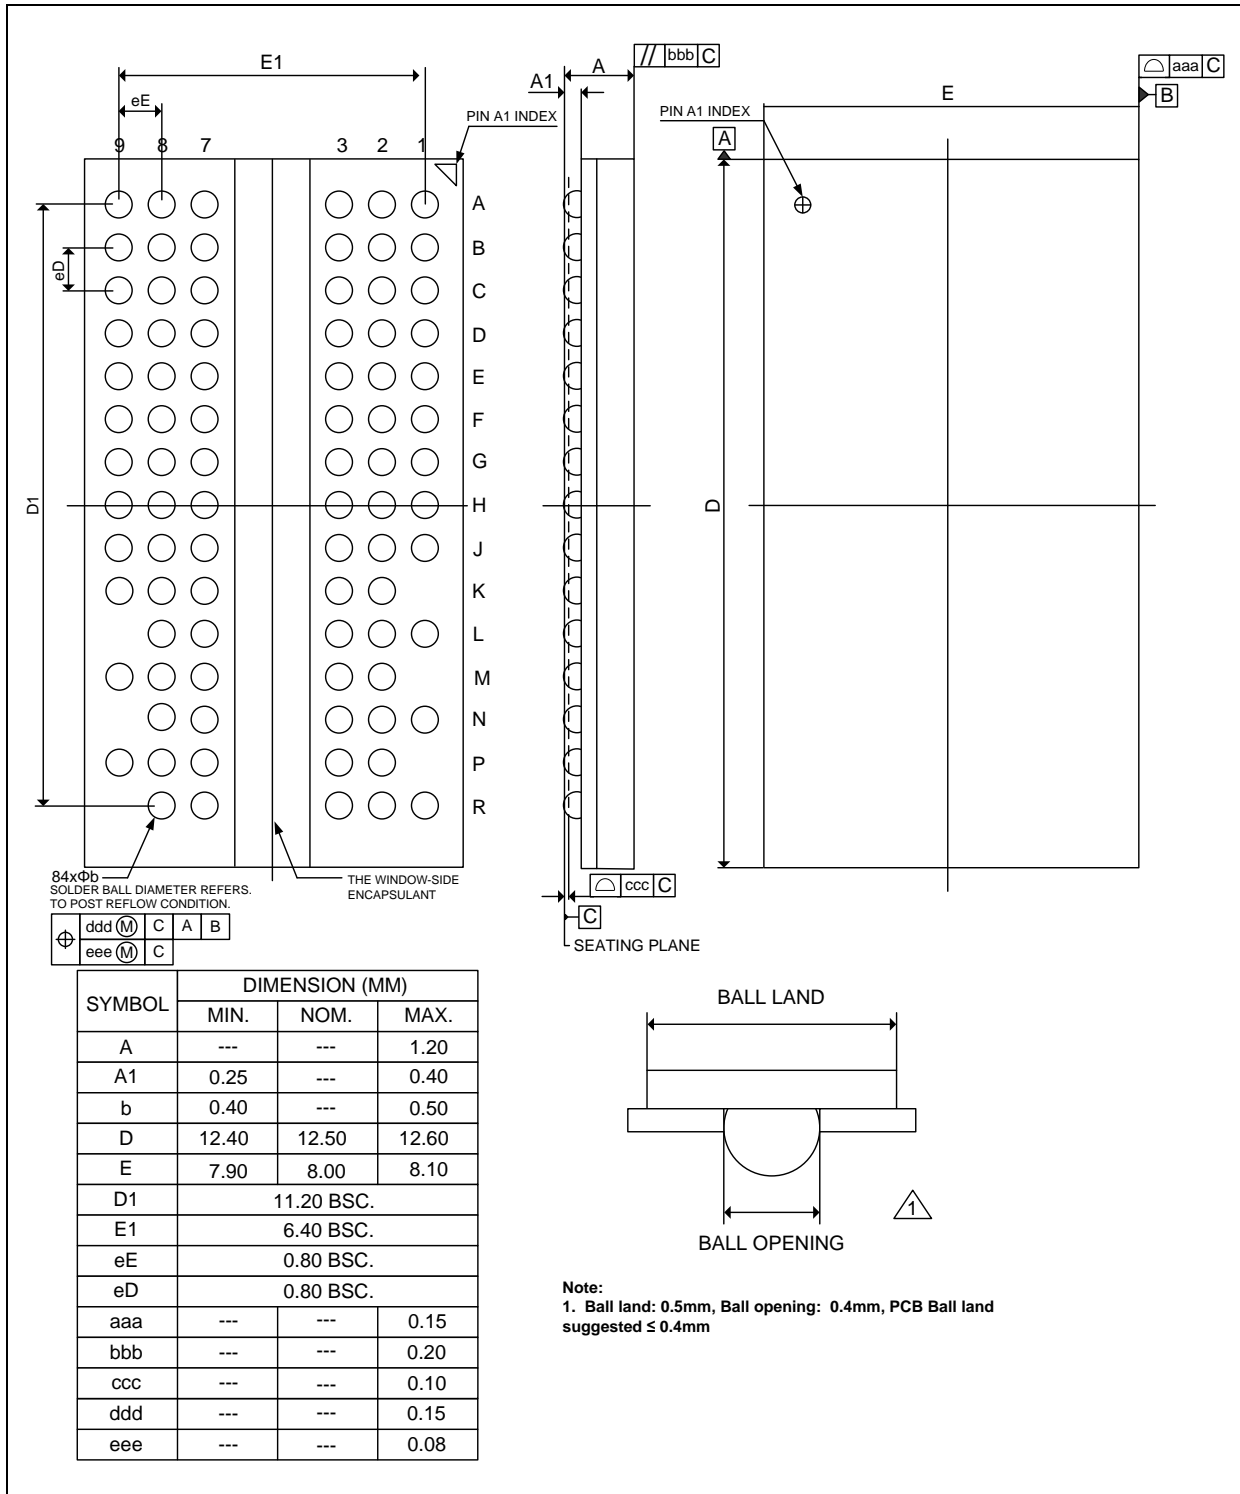 E1
eE
9 8 7 3 2 1
PIN A1 INDEX
A
B
C
D
E
F
G
H
J
K
L
M
N
P
R
eD
D1
84xΦb
SOLDER BALL DIAMETER REFERS.
TO POST REFLOW CONDITION.
ddd M C A B
eee M C
THE WINDOW-SIDE
ENCAPSULANT
A
A1
// bbb C
ccc C
C
SEATING PLANE
PIN A1 INDEX
E
aaa C
B
A
D
SYMBOL DIMENSION (MM)
MIN. NOM. MAX.
A --- --- 1.20
A1 0.25 --- 0.40
b 0.40 --- 0.50
D 12.40 12.50 12.60
E 7.90 8.00 8.10
D1 11.20 BSC.
E1 6.40 BSC.
eE 0.80 BSC.
eD 0.80 BSC.
aaa --- --- 0.15
bbb --- --- 0.20
ccc --- --- 0.10
ddd --- --- 0.15
eee --- --- 0.08
BALL LAND
1
BALL OPENING
Note:
1. Ball land: 0.5mm, Ball opening: 0.4mm, PCB Ball land
suggested ≤ 0.4mm